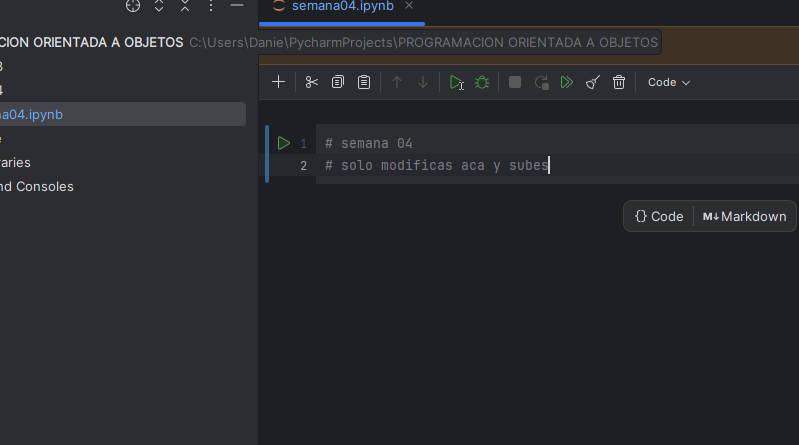 semana04.ipynb
CION ORIENTADA A OBJETOS C:\Users\Danie\PycharmProjects\PROGRAMACION ORIENTADA A OBJETOS
3
4
na04.ipynb
e
raries
nd Consoles
Code
1 # semana 04
2 # solo modificas aca y subes
{} Code M↓ Markdown